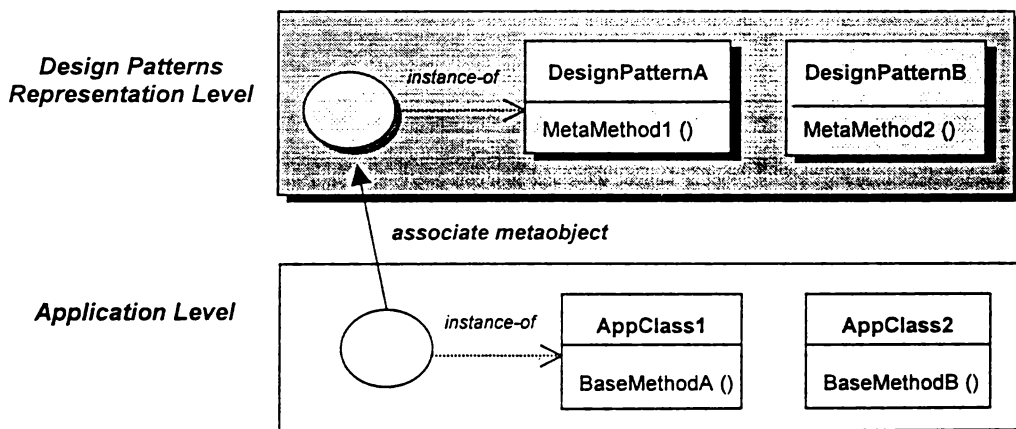 Design Patterns
Representation Level
instance-of
DesignPatternA
MetaMethod1 ()
DesignPatternB
MetaMethod2 ()
associate metaobject
Application Level
instance-of
AppClass1
BaseMethodA ()
AppClass2
BaseMethodB ()